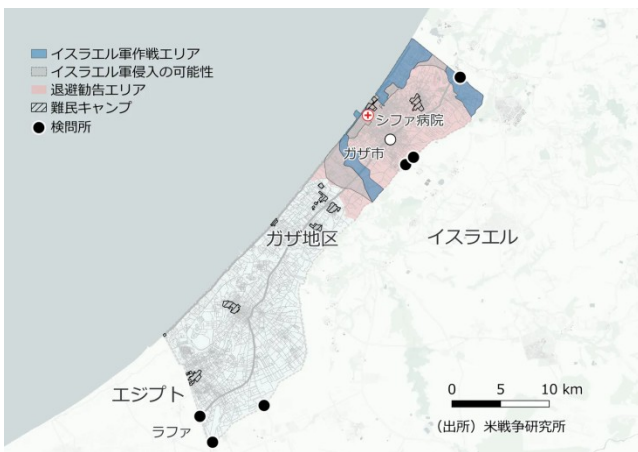 イスラエル軍作戦エリア
イスラエル軍侵入の可能性
退避勧告エリア
難民キャンプ
検問所
シファ病院
ガザ市
ガザ地区
イスラエル
エジプト
ラファ
0 5 10 km
（出所）米戦争研究所